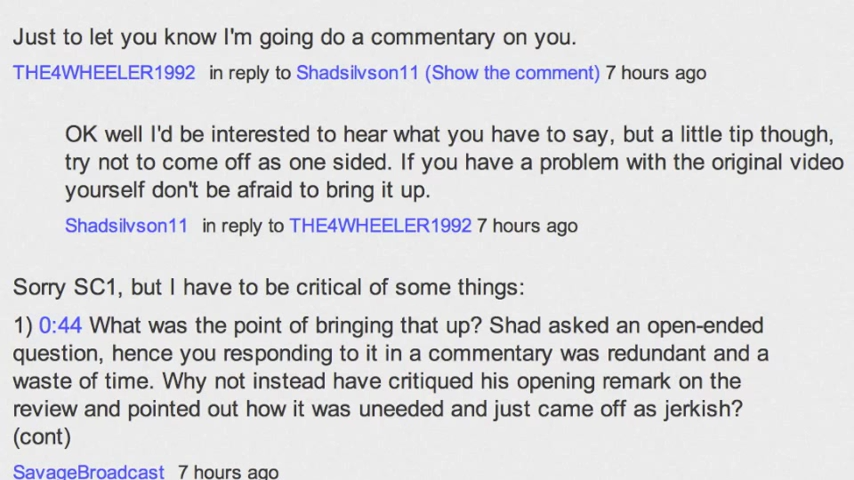 Just to let you know I'm going do a commentary on you.
THE4WHEELER1992 in reply to Shadsilvson11 (Show the comment) 7 hours ago
OK well I'd be interested to hear what you have to say, but a little tip though,
try not to come off as one sided. If you have a problem with the original video
yourself don't be afraid to bring it up.
Shadsilvson11 in reply to THE4WHEELER1992 7 hours ago
Sorry SC1, but I have to be critical of some things:
1) 0:44 What was the point of bringing that up? Shad asked an open-ended
question, hence you responding to it in a commentary was redundant and a
waste of time. Why not instead have critiqued his opening remark on the
review and pointed out how it was uneeded and just came off as jerkish?
(cont)
SavageBroadcast 7 hours ago